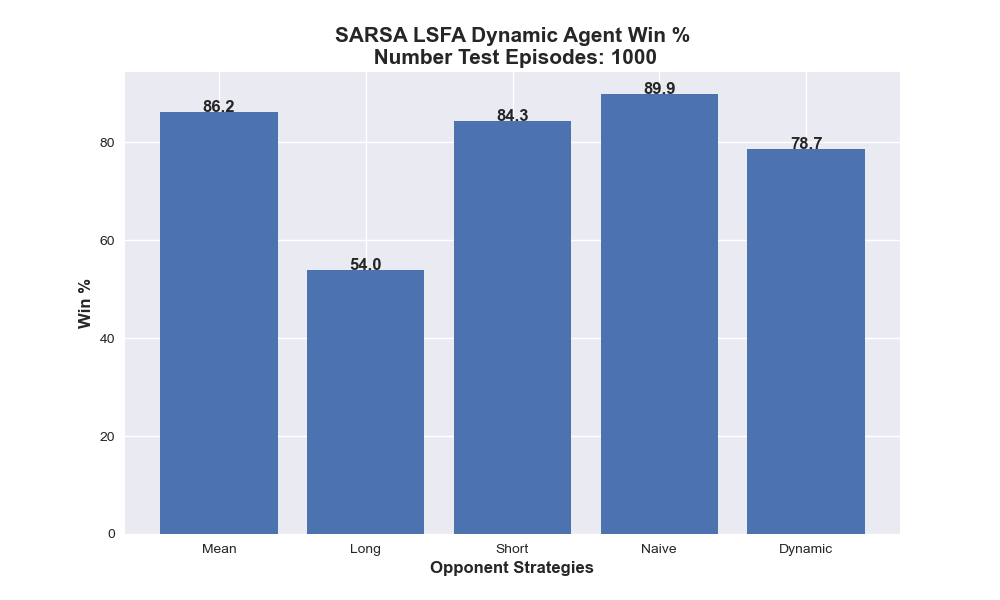 SARSA LSFA Dynamic Agent Win %
Number Test Episodes: 1000
86.2
54.0
84.3
89.9
78.7
80
60
40
20
0
Win %
Mean
Long
Short
Naive
Dynamic
Opponent Strategies